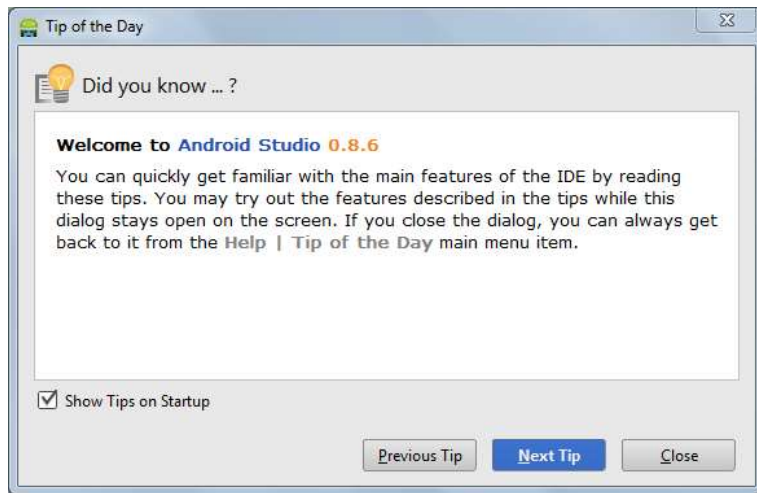 Tip of the Day
Did you know ... ?
Welcome to Android Studio 0.8.6
You can quickly get familiar with the main features of the IDE by reading
these tips. You may try out the features described in the tips while this
dialog stays open on the screen. If you close the dialog, you can always get
back to it from the Help | Tip of the Day main menu item.
Show Tips on Startup
Previous Tip Next Tip Close